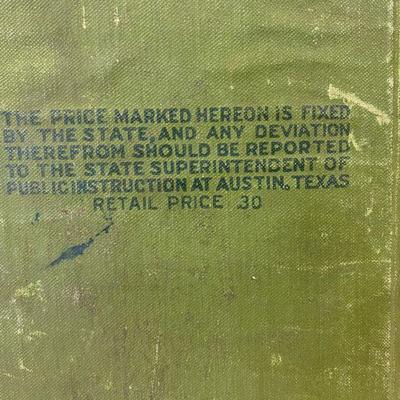 THE PRICE MARKED HEREON IS FIXED
BY THE STATE, AND ANY DEVIATION
THEREFROM SHOULD BE REPORTED
TO THE STATE SUPERINTENDENT OF
PUBLIC INSTRUCTION AT AUSTIN, TEXAS
RETAIL PRICE .30